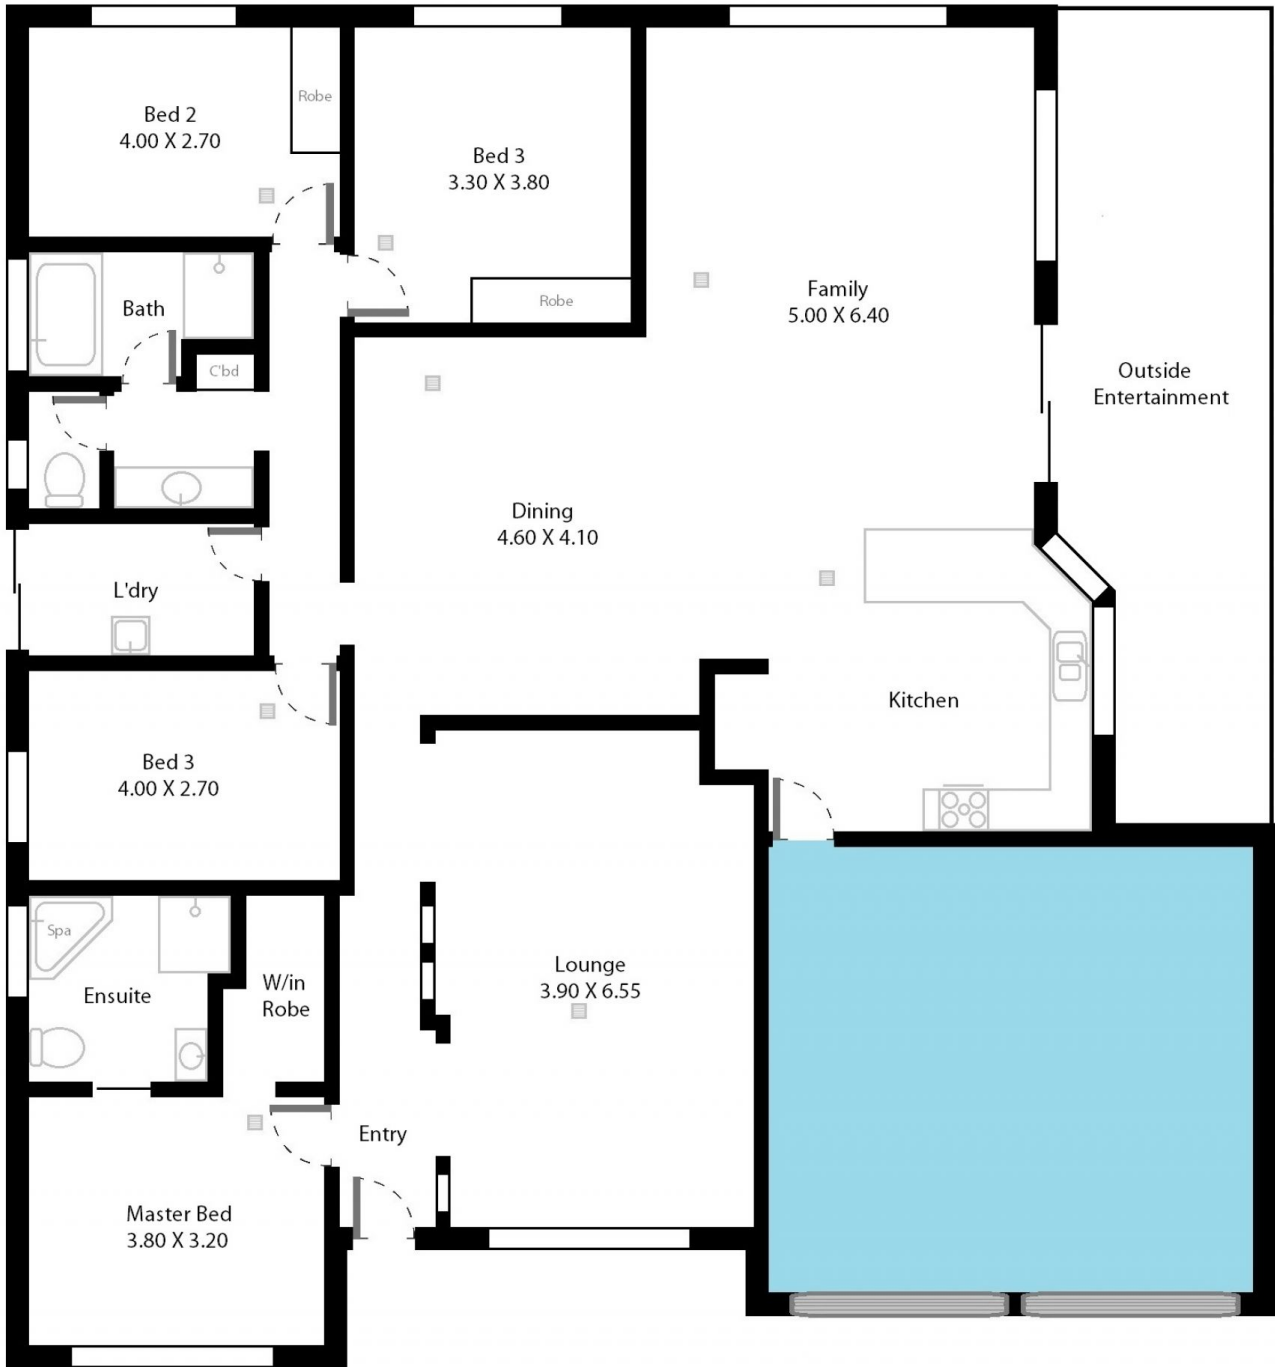 Bed 2
4.00 X 2.70
Robe
Bed 3
3.30 X 3.80
Robe
Family
5.00 X 6.40
Bath
C'bd
Outside
Entertainment
Dining
4.60 X 4.10
L'dry
Kitchen
Bed 3
4.00 X 2.70
Spa
Ensuite
W/in
Robe
Lounge
3.90 X 6.55
Entry
Master Bed
3.80 X 3.20